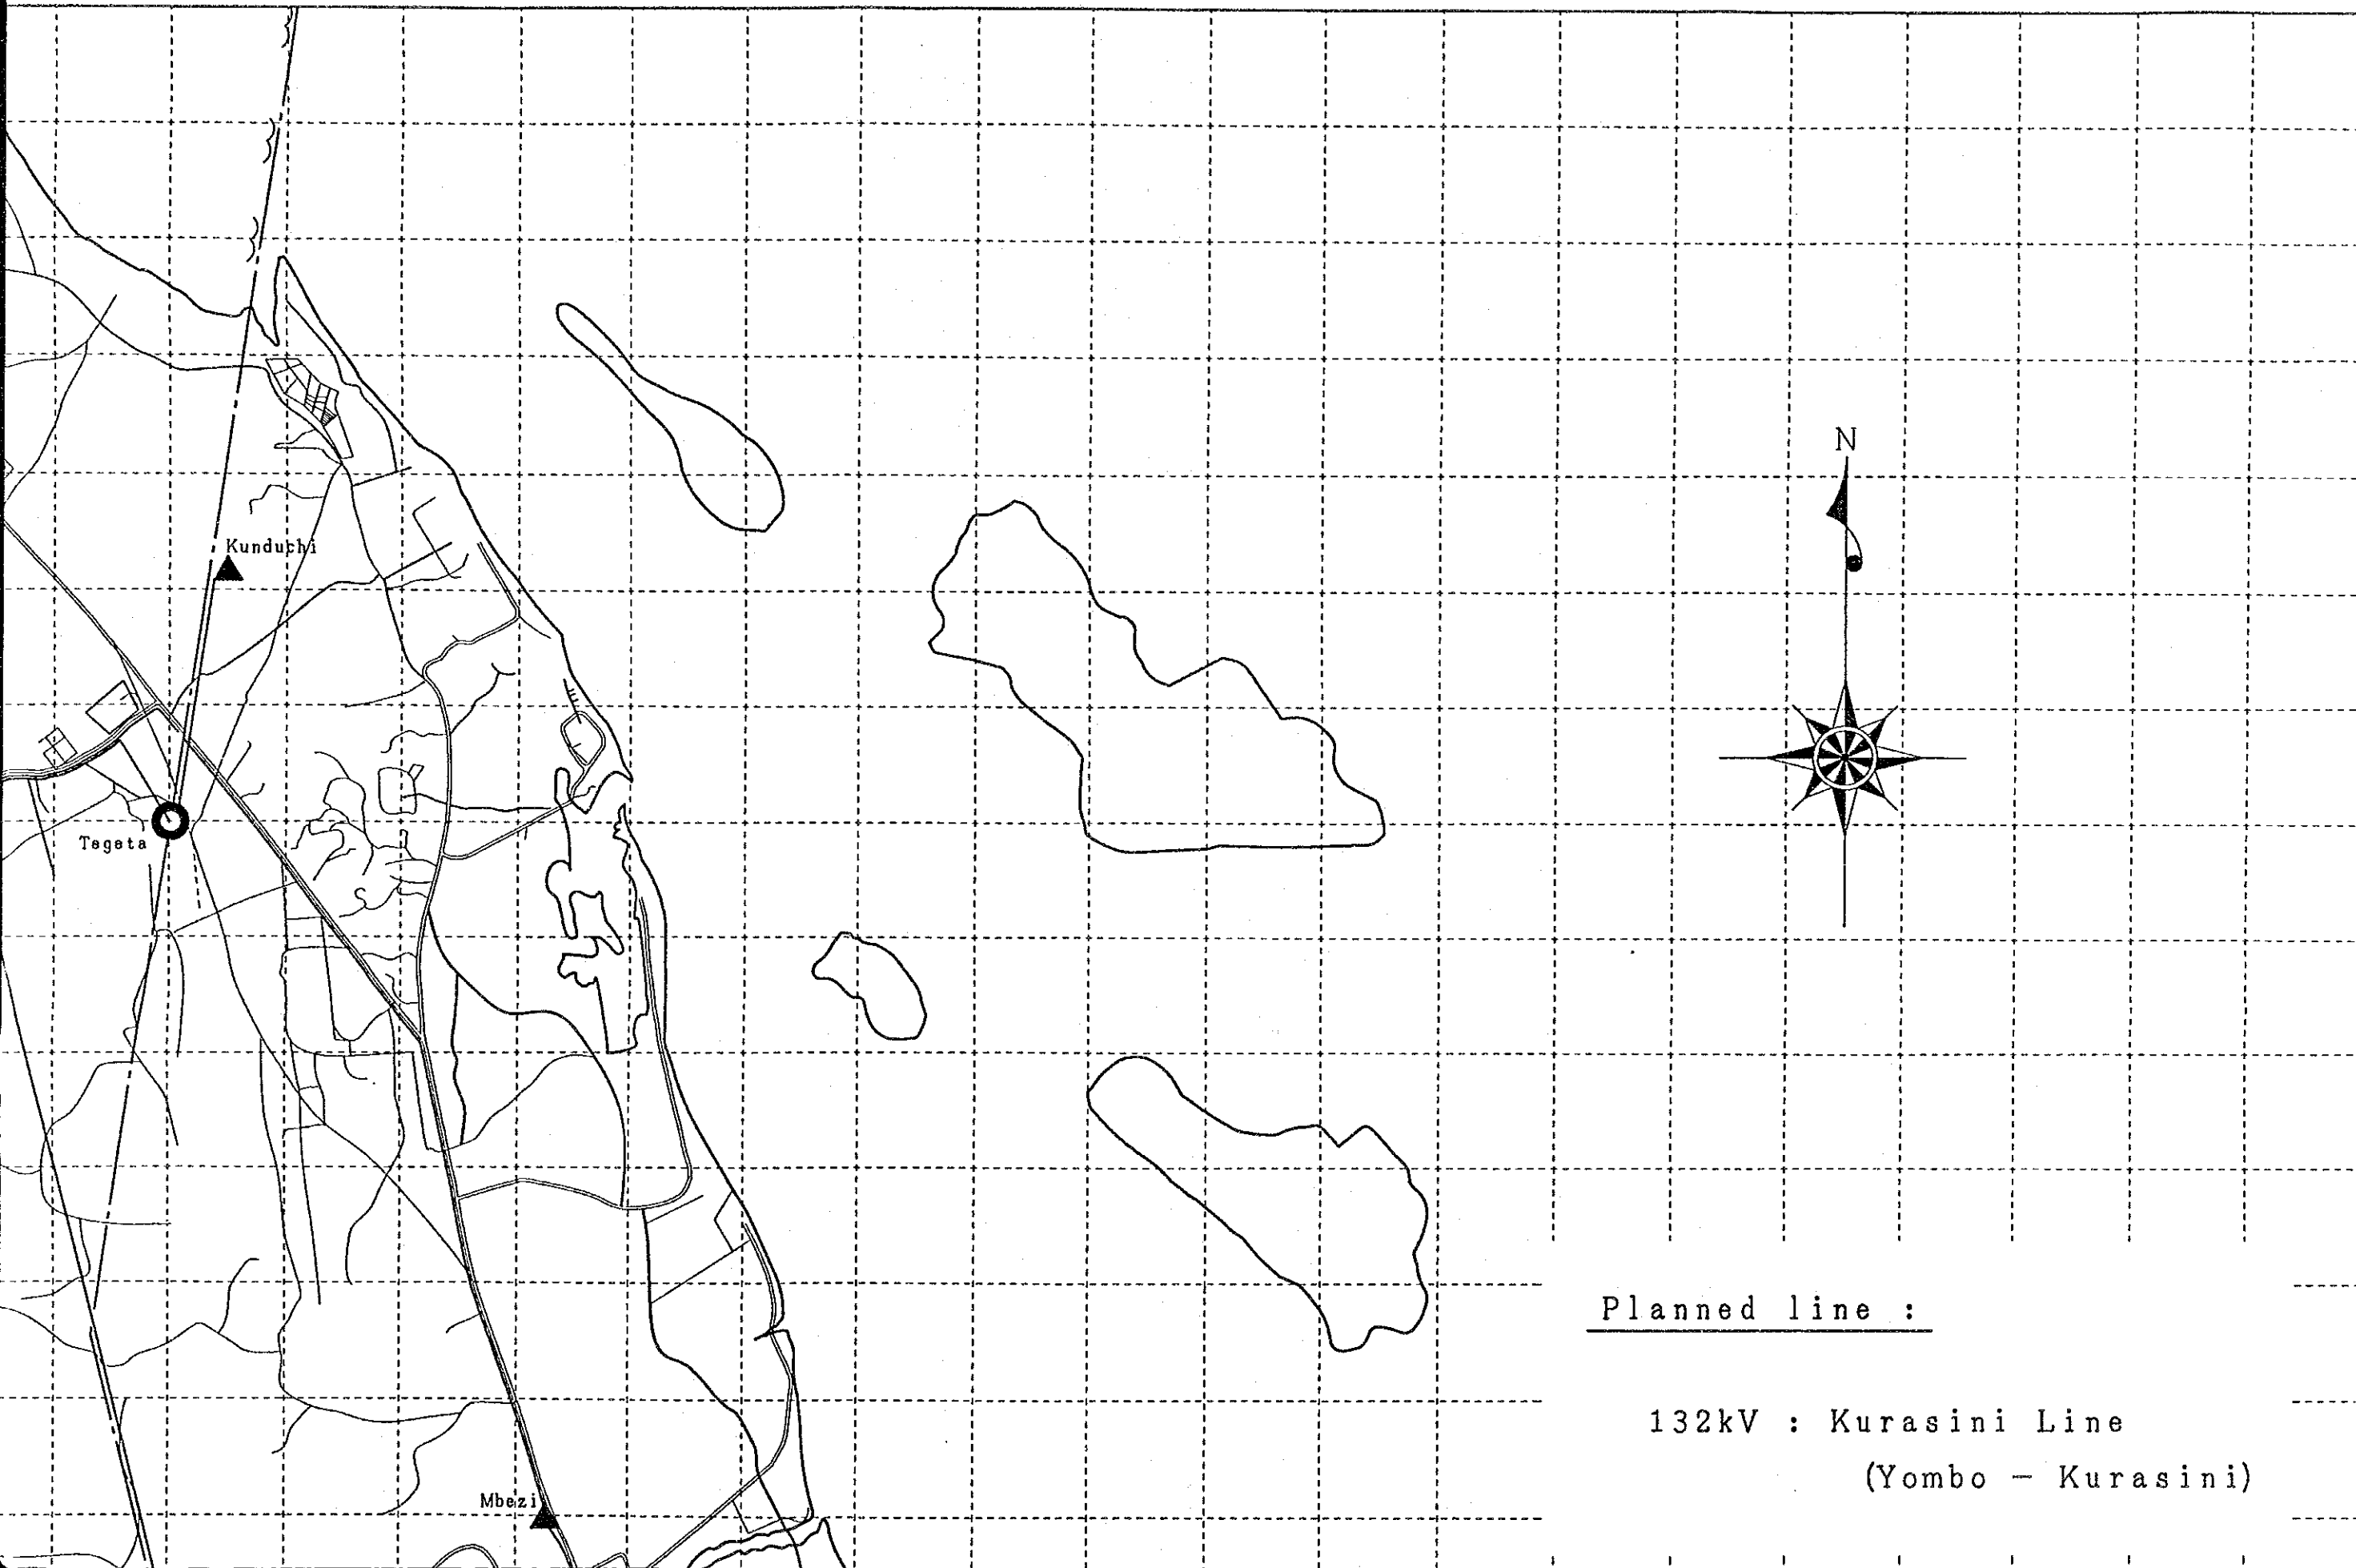 N
Kunduchi
Tegeta
Planned line :
132kV : Kurasini Line
(Yombo - Kurasini)
Mbezi